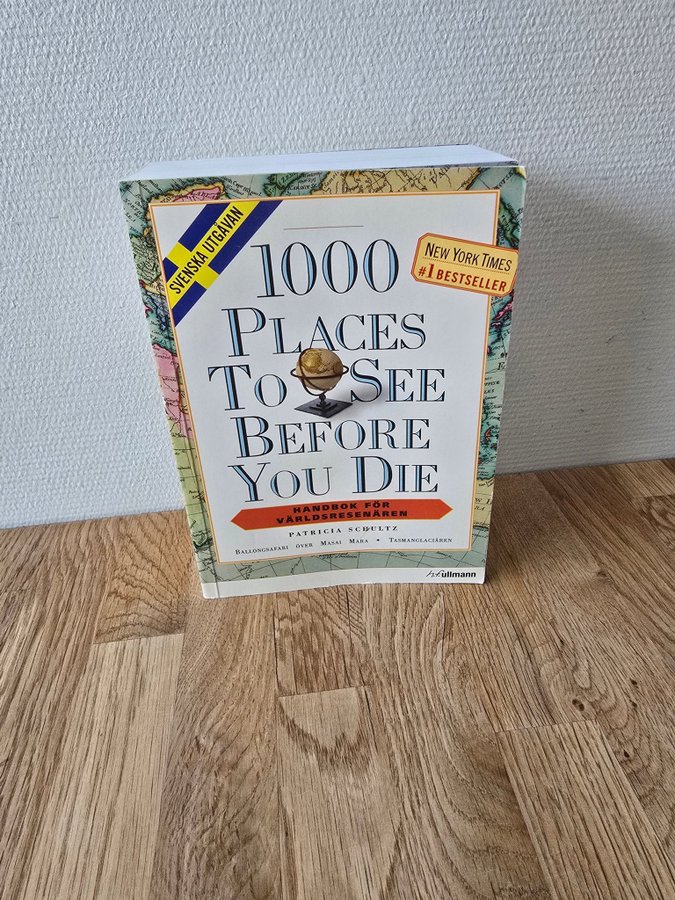 SVENSKA UTGÅVAN
1000
NEW YORK TIMES
#1 BESTSELLER
PLACES
TO SEE
BEFORE
YOU DIE
HANDBOK FÖR
VÄRLDSRESENÄREN
PATRICIA SCHULTZ
BALLONGSAFARI ÖVER MASAI MARA • TASMANGLACIÄREN
h.f.ullmann